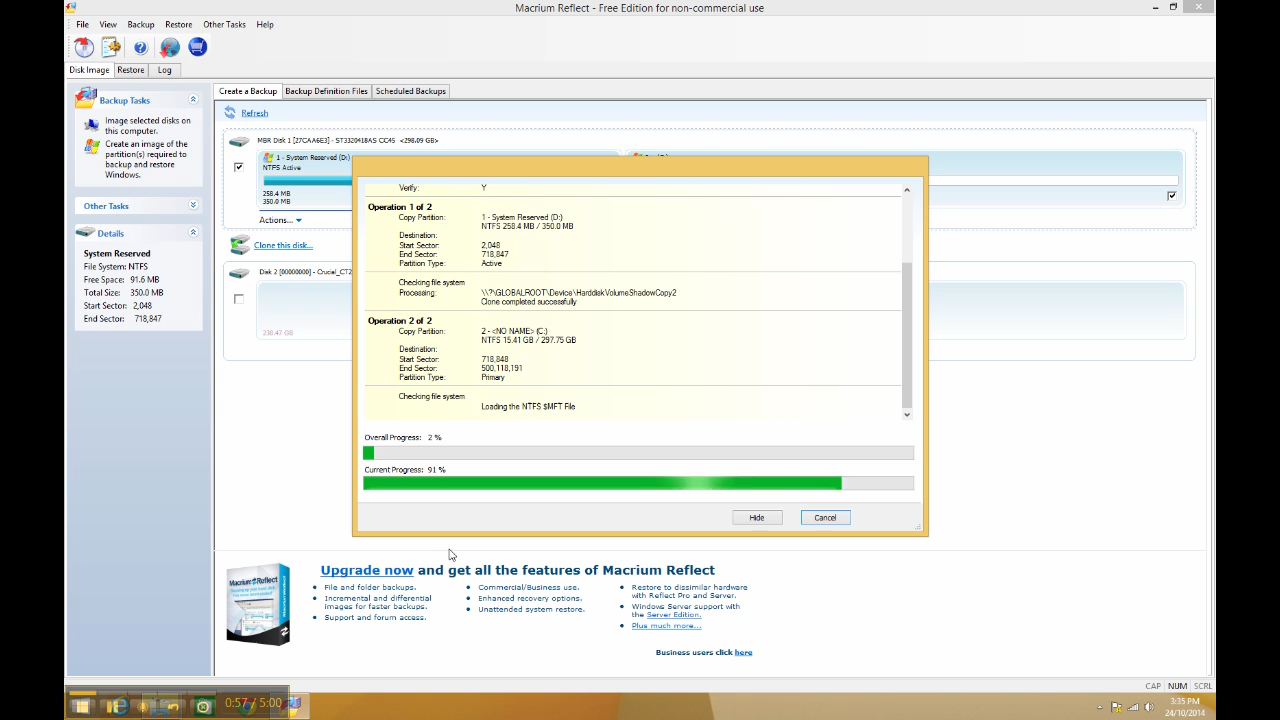 Macrium Reflect - Free Edition for non-commercial use
File View Backup Restore Other Tasks Help
Disk Image Restore Log
Backup Tasks
Image selected disks on
this computer.
Create an image of the
partition(s) required to
backup and restore
Windows.
Other Tasks
Details
System Reserved
File System: NTFS
Free Space: 91.6 MB
Total Size: 350.0 MB
Start Sector: 2,048
End Sector: 718,847
Create a Backup Backup Definition Files Scheduled Backups
Refresh
MBR Disk 1 [27CAA6E3] - ST3320418AS CC45 <298.09 GB>
1 - System Reserved (D:)
NTFS Active
258.4 MB
350.0 MB
Actions...
Clone this disk...
Disk 2 [00000000] - Crucial_CT2
238.47 GB
Verify: Y
Operation 1 of 2
Copy Partition: 1 - System Reserved (D:)
NTFS 258.4 MB / 350.0 MB
Destination:
Start Sector: 2,048
End Sector: 718,847
Partition Type: Active
Checking file system
Processing: \\?\GLOBALROOT\Device\HarddiskVolumeShadowCopy2
Clone completed successfully
Operation 2 of 2
Copy Partition: 2 - <NO NAME> (C:)
NTFS 15.41 GB / 297.75 GB
Destination:
Start Sector: 718,848
End Sector: 500,118,191
Partition Type: Primary
Checking file system
Loading the NTFS $MFT File
Overall Progress: 2 %
Current Progress: 91 %
Hide Cancel
Upgrade now and get all the features of Macrium Reflect
File and folder backups.
Incremental and differential
images for faster backups.
Support and forum access.
Commercial/Business use.
Enhanced recovery options.
Unattended system restore.
Restore to dissimilar hardware
with Reflect Pro and Server.
Windows Server support with
the Server Edition.
Plus much more...
Business users click here
Macrium Reflect
CAP NUM SCRL
0:57 / 5:00
3:35 PM
24/10/2014